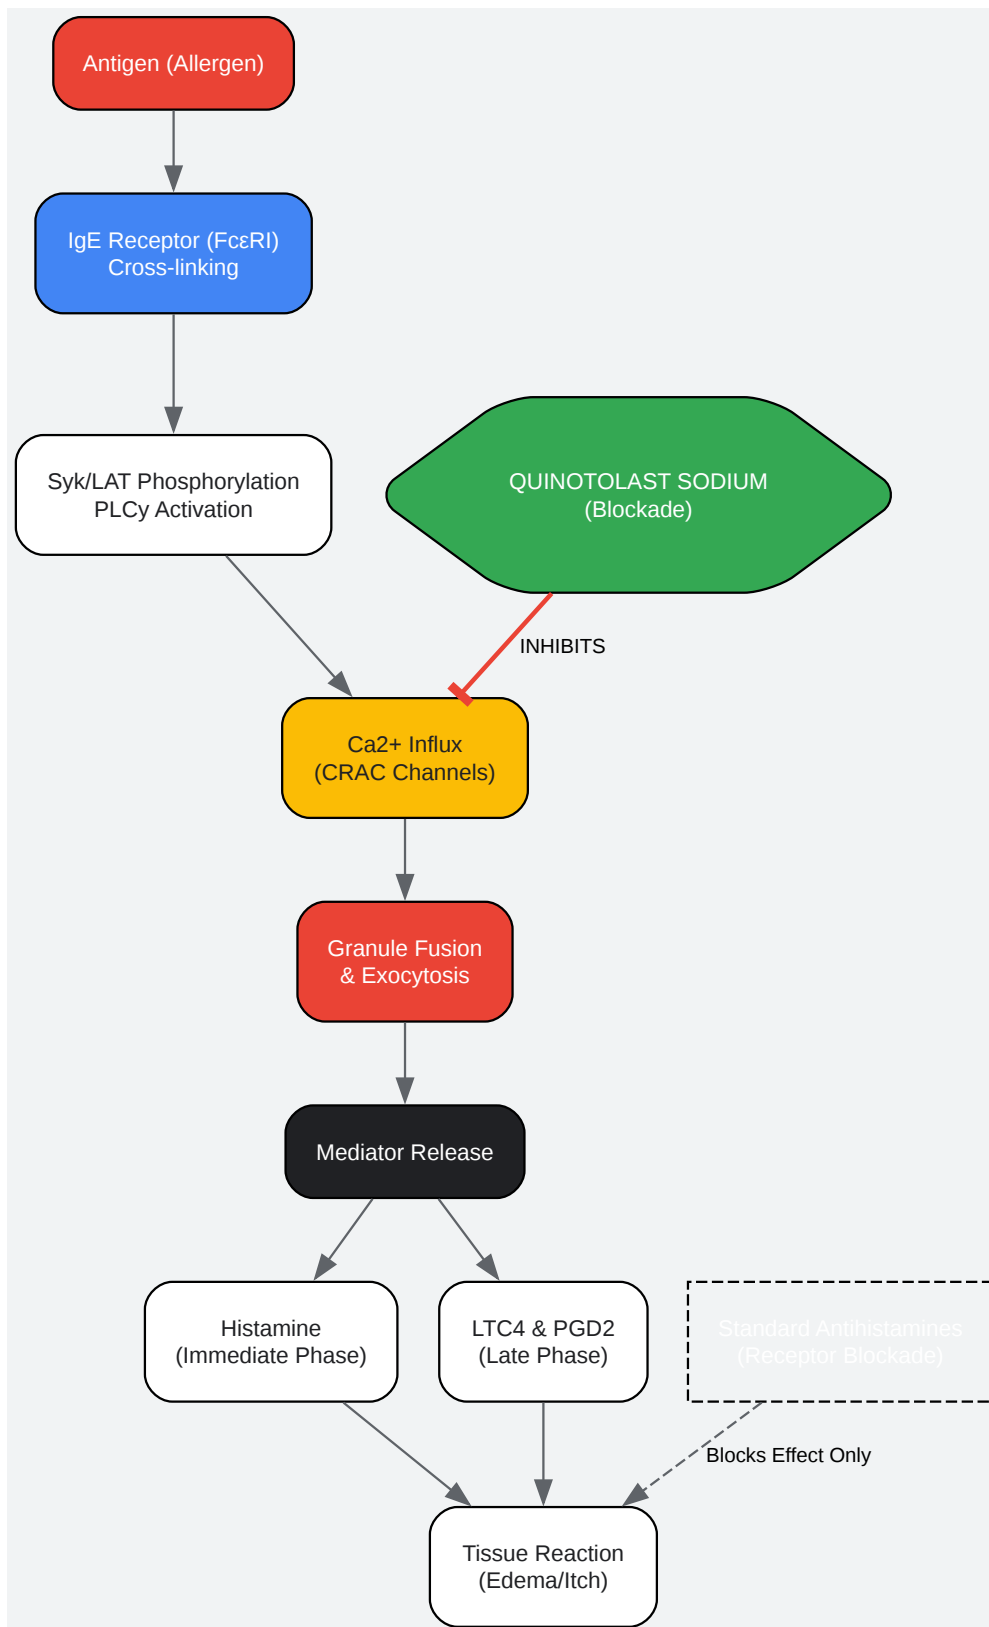 Antigen (Allergen)
IgE Receptor (FcεRI)
Cross-linking
Syk/LAT Phosphorylation
PLCy Activation
QUINOTOLAST SODIUM
(Blockade)
INHIBITS
Ca2+ Influx
(CRAC Channels)
Granule Fusion
& Exocytosis
Mediator Release
Histamine
(Immediate Phase)
LTC4 & PGD2
(Late Phase)
Standard Antihistamines
(Receptor Blockade)
Blocks Effect Only
Tissue Reaction
(Edema/Itch)